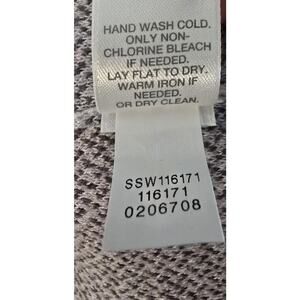 HAND WASH COLD.
ONLY NON-
CHLORINE BLEACH
IF NEEDED.
LAY FLAT TO DRY.
WARM IRON IF
NEEDED.
OR DRY CLEAN.
SSW116171
116171
0206708